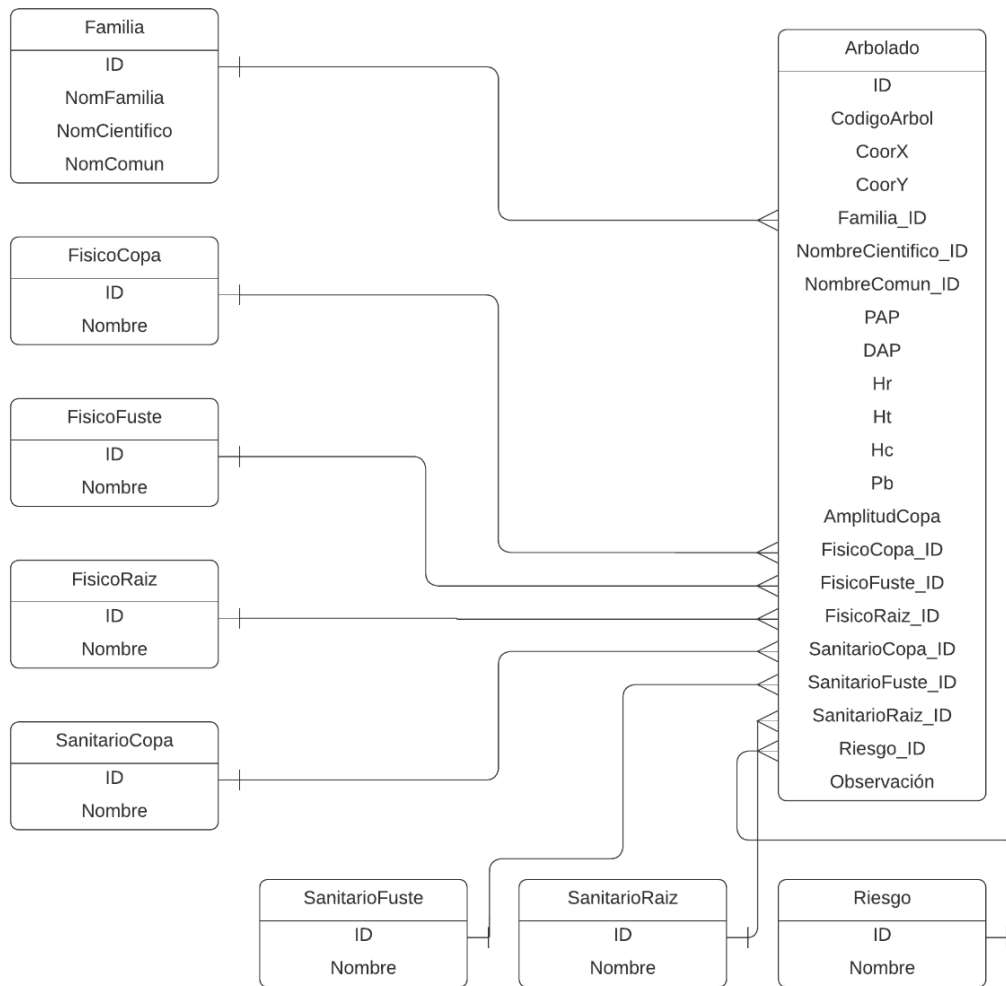 Familia
ID
NomFamilia
NomCientifico
NomComun
FisicoCopa
ID
Nombre
FisicoFuste
ID
Nombre
FisicoRaiz
ID
Nombre
SanitarioCopa
ID
Nombre
SanitarioFuste
ID
Nombre
SanitarioRaiz
ID
Nombre
Riesgo
ID
Nombre
Arbolado
ID
CodigoArbol
CoorX
CoorY
Familia_ID
NombreCientifico_ID
NombreComun_ID
PAP
DAP
Hr
Ht
Hc
Pb
AmplitudCopa
FisicoCopa_ID
FisicoFuste_ID
FisicoRaiz_ID
SanitarioCopa_ID
SanitarioFuste_ID
SanitarioRaiz_ID
Riesgo_ID
Observación